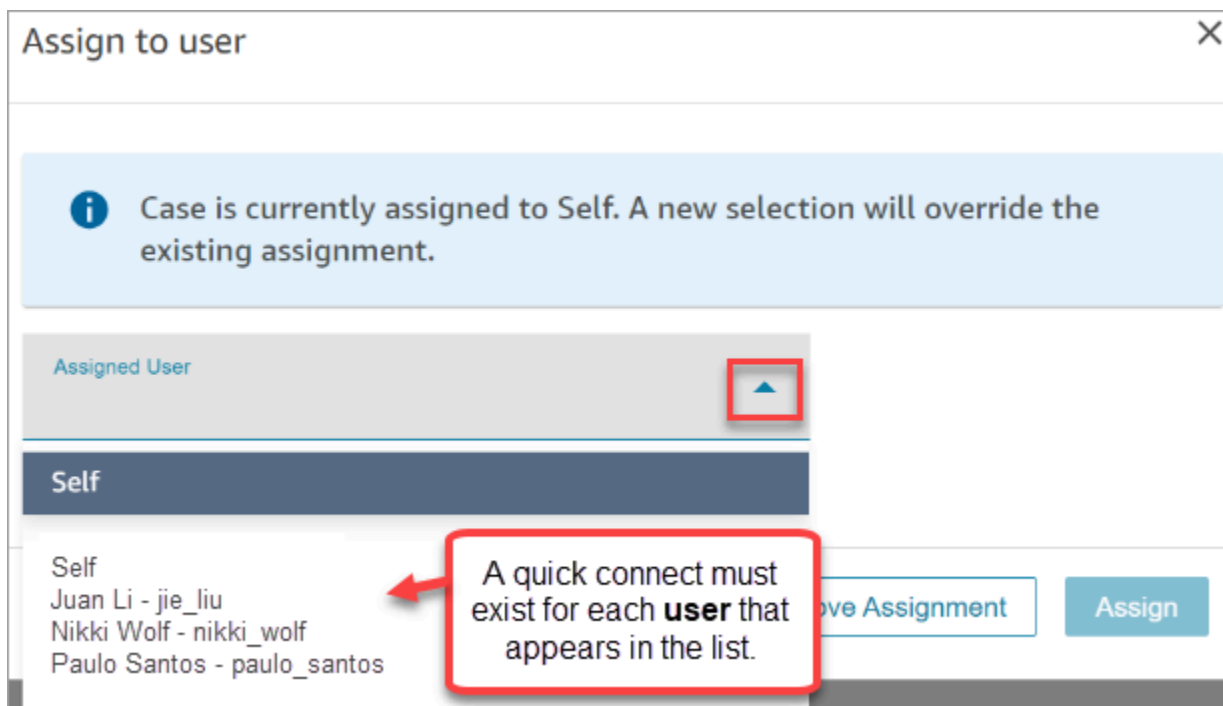 Assign to user
Case is currently assigned to Self. A new selection will override the
existing assignment.
Assigned User
Self
Self
Juan Li - jie_liu
Nikki Wolf - nikki_wolf
Paulo Santos - paulo_santos
A quick connect must
exist for each user that
appears in the list.
ove Assignment
Assign